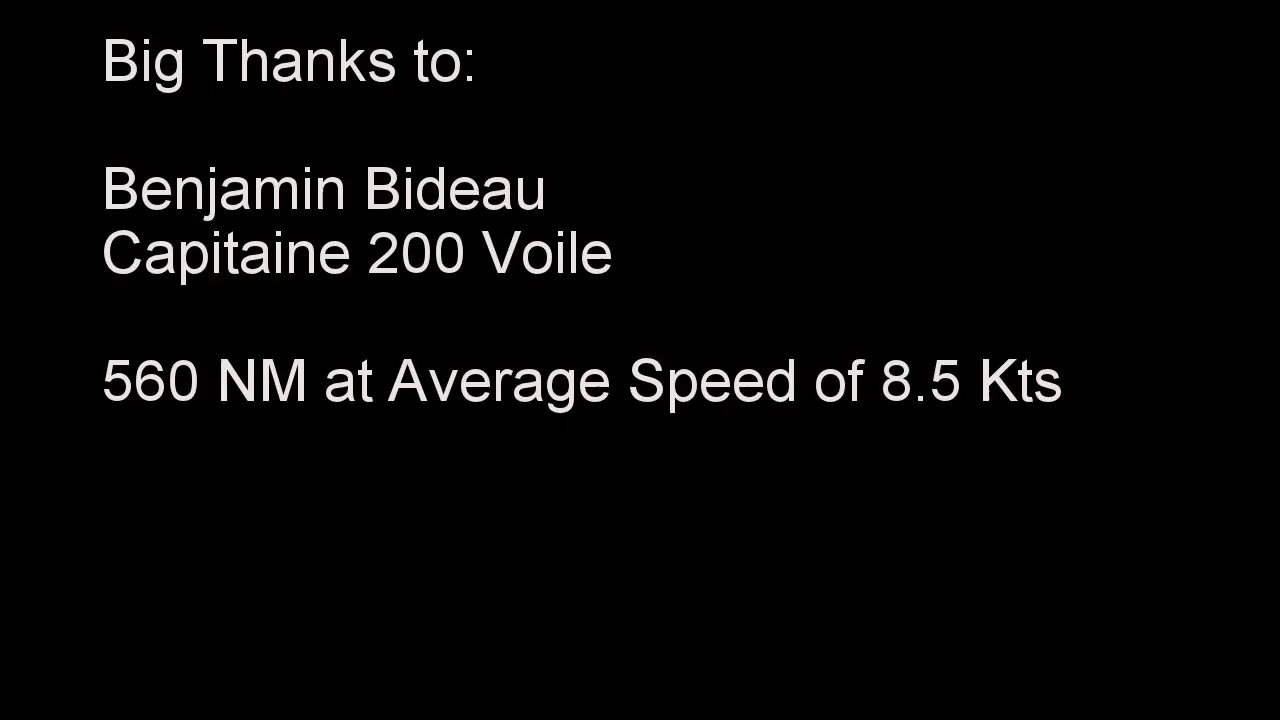 Big Thanks to:
Benjamin Bideau
Capitaine 200 Voile
560 NM at Average Speed of 8.5 Kts